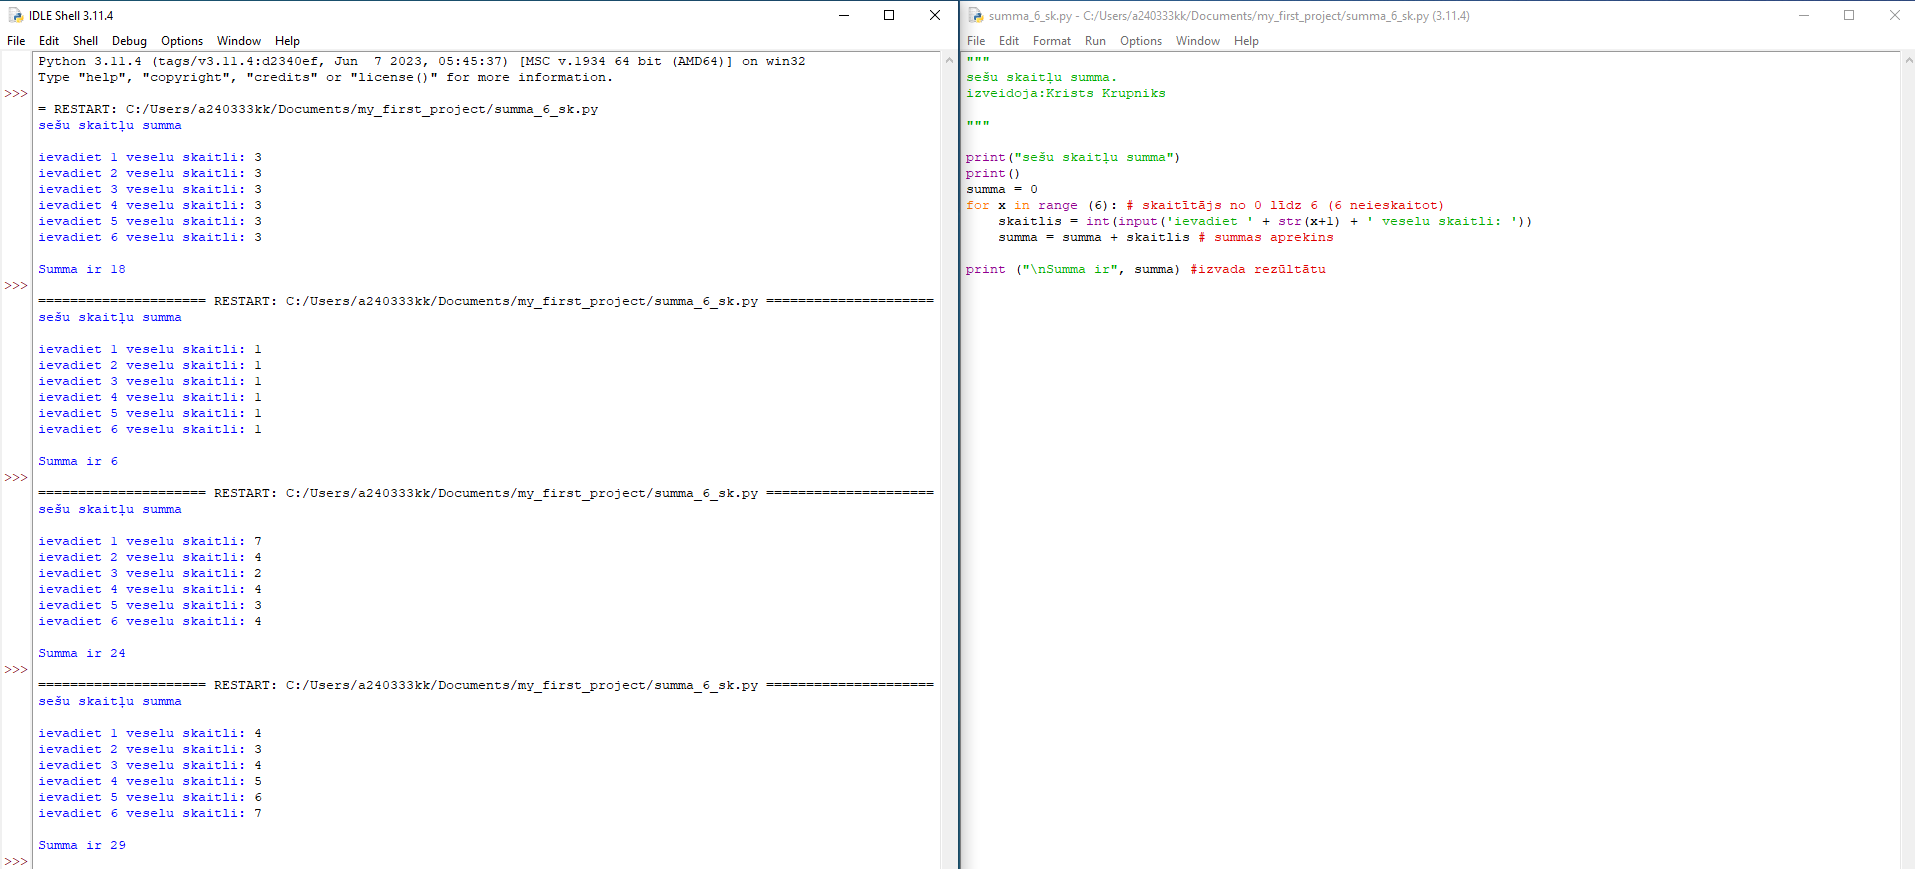 IDLE Shell 3.11.4
File Edit Shell Debug Options Window Help
Python 3.11.4 (tags/v3.11.4:d2340ef, Jun  7 2023, 05:45:37) [MSC v.1934 64 bit (AMD64)] on win32
Type "help", "copyright", "credits" or "license()" for more information.
>>>
= RESTART: C:/Users/a240333kk/Documents/my_first_project/summa_6_sk.py
sešu skaitļu summa
ievadiet 1 veselu skaitli: 3
ievadiet 2 veselu skaitli: 3
ievadiet 3 veselu skaitli: 3
ievadiet 4 veselu skaitli: 3
ievadiet 5 veselu skaitli: 3
ievadiet 6 veselu skaitli: 3
Summa ir 18
>>>
===================== RESTART: C:/Users/a240333kk/Documents/my_first_project/summa_6_sk.py =====================
sešu skaitļu summa
ievadiet 1 veselu skaitli: 1
ievadiet 2 veselu skaitli: 1
ievadiet 3 veselu skaitli: 1
ievadiet 4 veselu skaitli: 1
ievadiet 5 veselu skaitli: 1
ievadiet 6 veselu skaitli: 1
Summa ir 6
>>>
===================== RESTART: C:/Users/a240333kk/Documents/my_first_project/summa_6_sk.py =====================
sešu skaitļu summa
ievadiet 1 veselu skaitli: 7
ievadiet 2 veselu skaitli: 4
ievadiet 3 veselu skaitli: 2
ievadiet 4 veselu skaitli: 4
ievadiet 5 veselu skaitli: 3
ievadiet 6 veselu skaitli: 4
Summa ir 24
>>>
===================== RESTART: C:/Users/a240333kk/Documents/my_first_project/summa_6_sk.py =====================
sešu skaitļu summa
ievadiet 1 veselu skaitli: 4
ievadiet 2 veselu skaitli: 3
ievadiet 3 veselu skaitli: 4
ievadiet 4 veselu skaitli: 5
ievadiet 5 veselu skaitli: 6
ievadiet 6 veselu skaitli: 7
Summa ir 29
>>>
summa_6_sk.py - C:/Users/a240333kk/Documents/my_first_project/summa_6_sk.py (3.11.4)
File Edit Format Run Options Window Help
"""
sešu skaitļu summa.
izveidoja:Krists Krupniks
"""
print("sešu skaitļu summa")
print()
summa = 0
for x in range (6): # skaitītājs no 0 līdz 6 (6 neieskaitot)
    skaitlis = int(input('ievadiet ' + str(x+1) + ' veselu skaitli: '))
    summa = summa + skaitlis # summas aprekins
print ("\nSumma ir", summa) #izvada rezūltātu